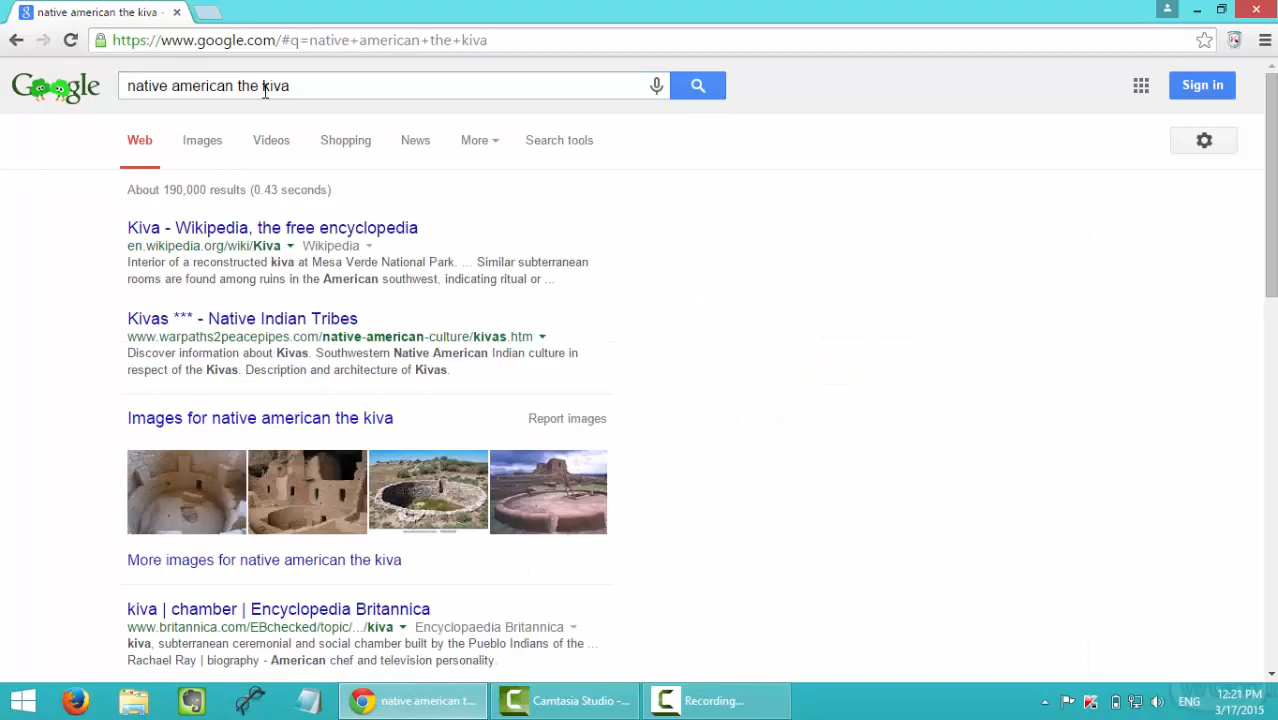 native american the kiva -
https://www.google.com/#q=native+american+the+kiva
Google native american the kiva Sign in
Web Images Videos Shopping News More Search tools
About 190,000 results (0.43 seconds)
Kiva - Wikipedia, the free encyclopedia
en.wikipedia.org/wiki/Kiva Wikipedia
Interior of a reconstructed kiva at Mesa Verde National Park. ... Similar subterranean
rooms are found among ruins in the American southwest, indicating ritual or ...
Kivas *** - Native Indian Tribes
www.warpaths2peacepipes.com/native-american-culture/kivas.htm
Discover information about Kivas. Southwestern Native American Indian culture in
respect of the Kivas. Description and architecture of Kivas.
Images for native american the kiva Report images
More images for native american the kiva
kiva | chamber | Encyclopedia Britannica
www.britannica.com/EBchecked/topic/.../kiva Encyclopaedia Britannica
kiva, subterranean ceremonial and social chamber built by the Pueblo Indians of the ...
Rachael Ray | biography - American chef and television personality.
native american t... Camtasia Studio -... Recording... ENG 12:21 PM
3/17/2015